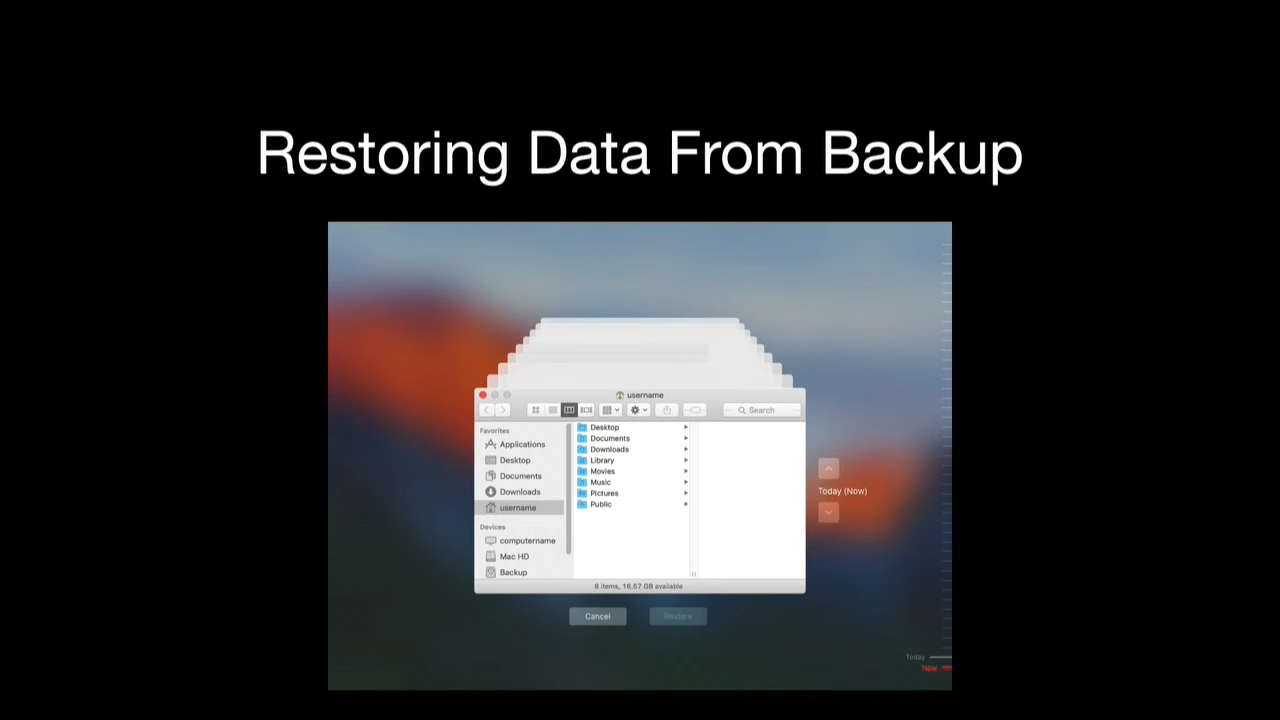 Restoring Data From Backup
username
Search
Favorites
Applications
Desktop
Documents
Downloads
username
Devices
computername
Mac HD
Backup
Desktop
Documents
Downloads
Library
Movies
Music
Pictures
Public
8 items, 16.57 GB available
Today (Now)
Cancel
Restore
Today
Now